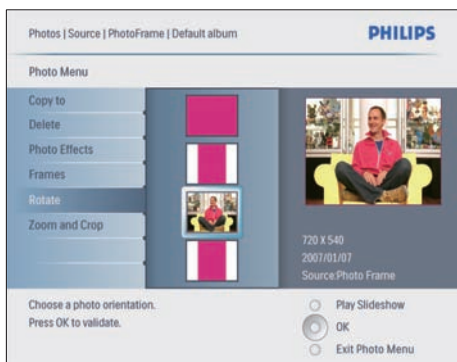 Photos | Source | PhotoFrame | Default album
PHILIPS
Photo Menu
Copy to
Delete
Photo Effects
Frames
Rotate
Zoom and Crop
720 X 540
2007/01/07
Source:Photo Frame
Choose a photo orientation.
Press OK to validate.
Play Slideshow
OK
Exit Photo Menu